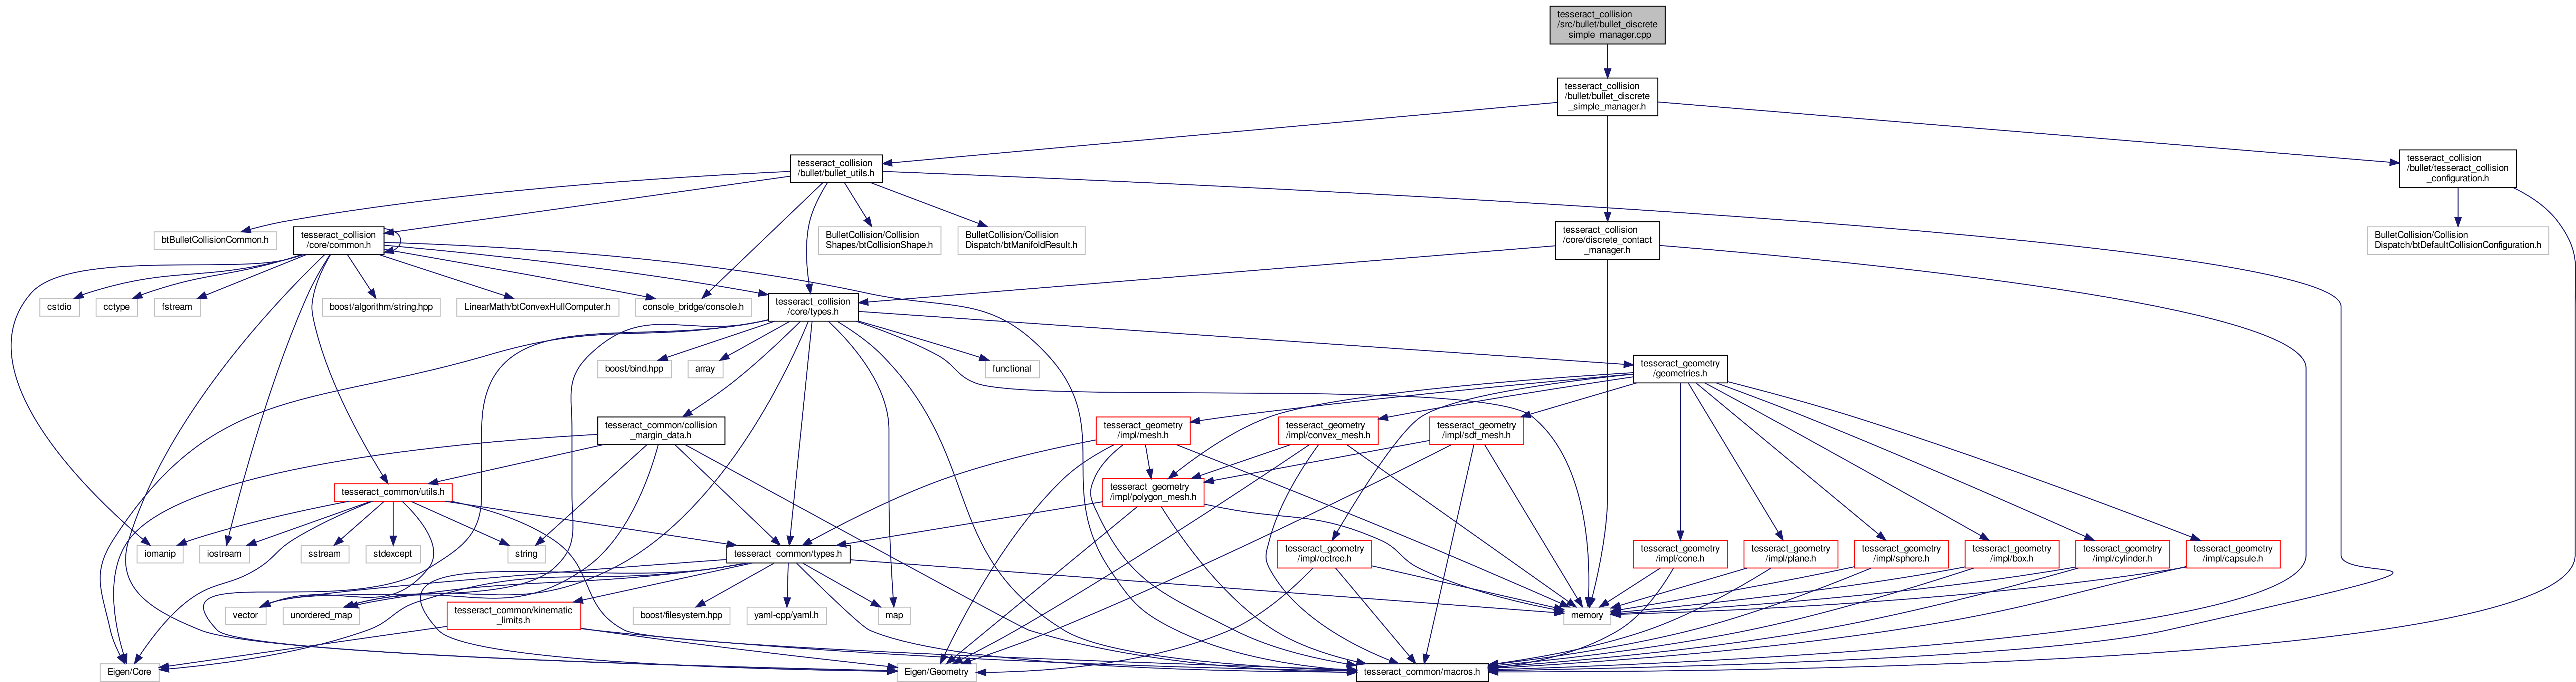 tesseract_collision
/src/bullet/bullet_discrete
_simple_manager.cpp
tesseract_collision
/bullet/bullet_discrete
_simple_manager.h
tesseract_collision
/bullet/bullet_utils.h
tesseract_collision
/bullet/tesseract_collision
_configuration.h
btBulletCollisionCommon.h
tesseract_collision
/core/common.h
BulletCollision/Collision
Shapes/btCollisionShape.h
BulletCollision/Collision
Dispatch/btManifoldResult.h
tesseract_collision
/core/discrete_contact
_manager.h
BulletCollision/Collision
Dispatch/btDefaultCollisionConfiguration.h
cstdio
cctype
fstream
boost/algorithm/string.hpp
LinearMath/btConvexHullComputer.h
console_bridge/console.h
tesseract_collision
/core/types.h
boost/bind.hpp
array
functional
tesseract_geometry
/geometries.h
tesseract_common/collision
_margin_data.h
tesseract_geometry
/impl/mesh.h
tesseract_geometry
/impl/convex_mesh.h
tesseract_geometry
/impl/sdf_mesh.h
tesseract_common/utils.h
tesseract_geometry
/impl/polygon_mesh.h
iomanip
iostream
sstream
stdexcept
string
tesseract_common/types.h
tesseract_geometry
/impl/octree.h
tesseract_geometry
/impl/cone.h
tesseract_geometry
/impl/plane.h
tesseract_geometry
/impl/sphere.h
tesseract_geometry
/impl/box.h
tesseract_geometry
/impl/cylinder.h
tesseract_geometry
/impl/capsule.h
vector
unordered_map
tesseract_common/kinematic
_limits.h
boost/filesystem.hpp
yaml-cpp/yaml.h
map
memory
Eigen/Core
Eigen/Geometry
tesseract_common/macros.h